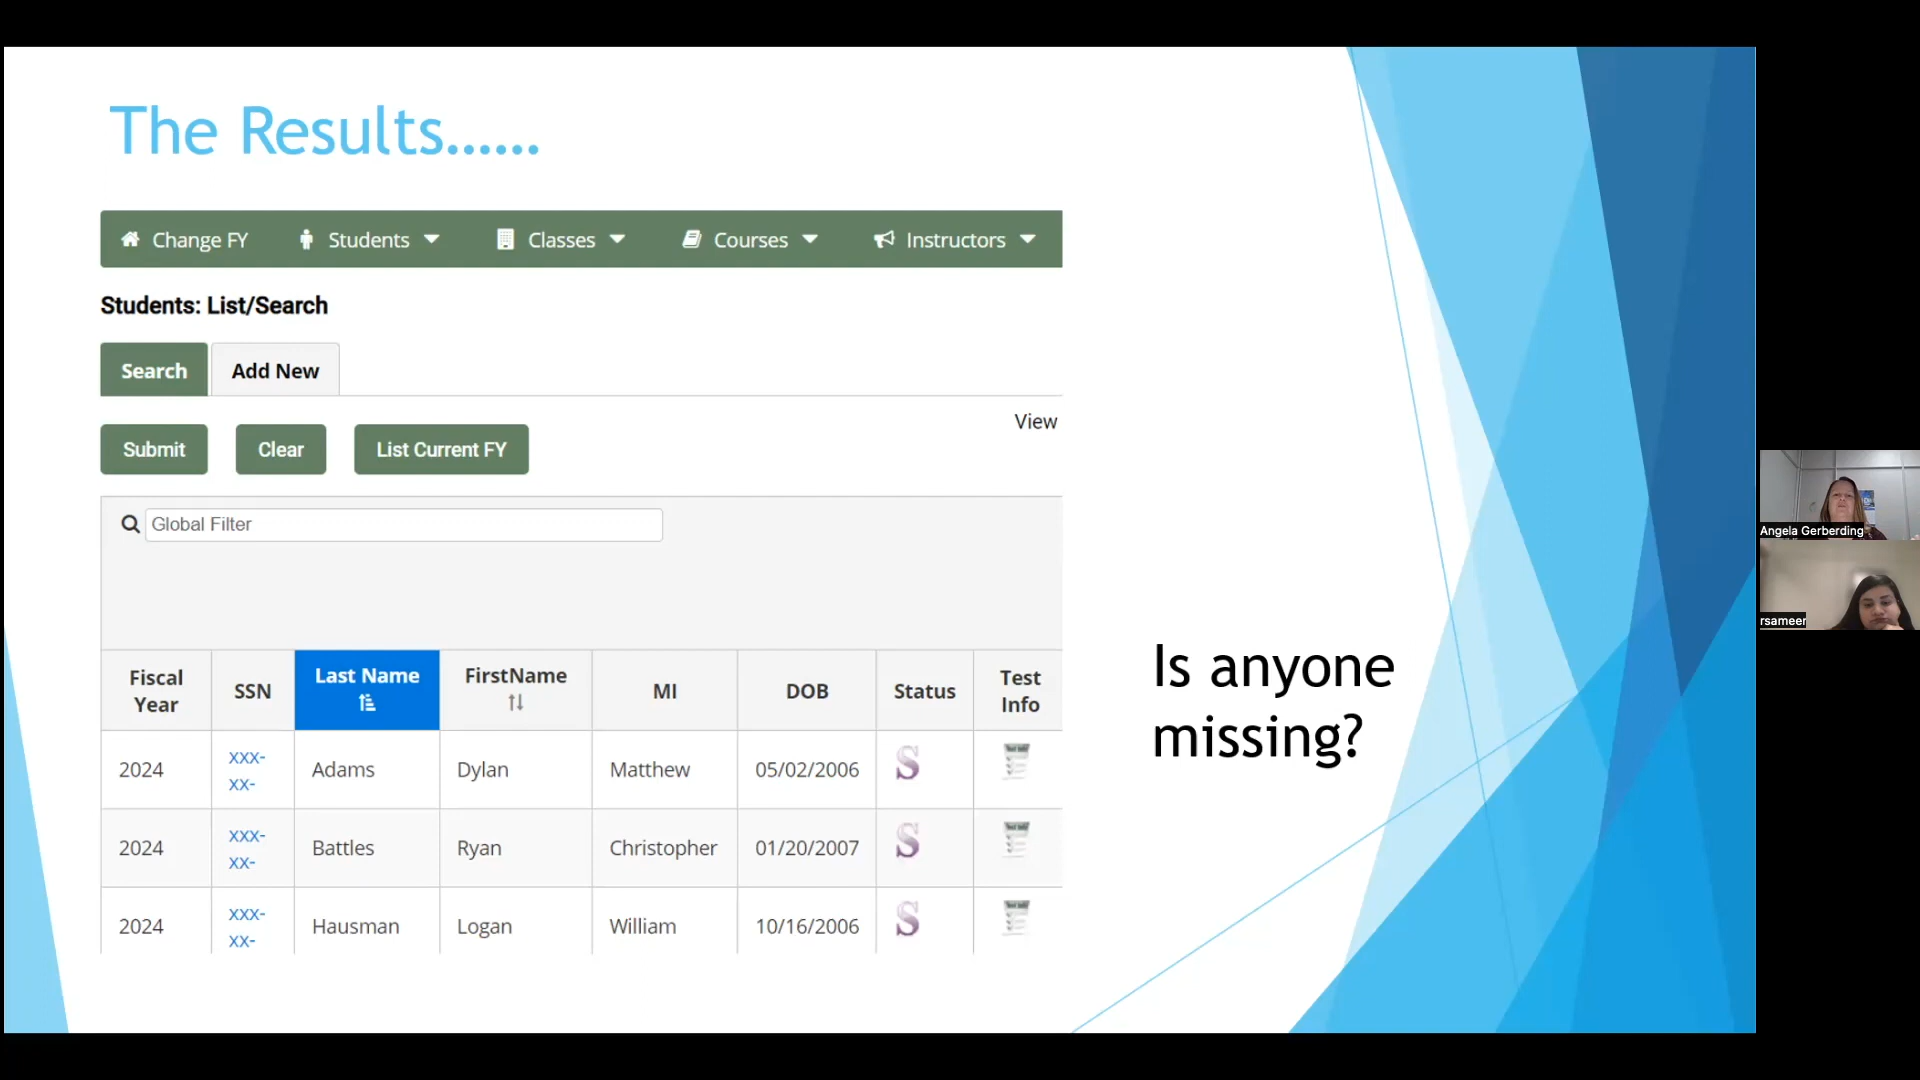 The Results......
Change FY Students Classes Courses Instructors
Students: List/Search
Search Add New
View
Submit Clear List Current FY
Global Filter
Fiscal Year SSN Last Name FirstName MI DOB Status Test Info
2024 xxx-xx- Adams Dylan Matthew 05/02/2006 S
2024 xxx-xx- Battles Ryan Christopher 01/20/2007 S
2024 xxx-xx- Hausman Logan William 10/16/2006 S
Is anyone
missing?
Angela Gerberding
rsameer